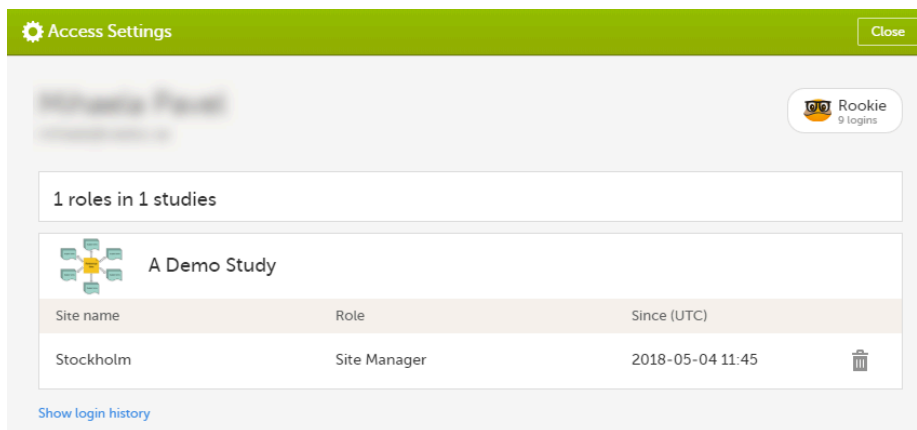 Access Settings
Close
Rookie
9 logins
1 roles in 1 studies
A Demo Study
Site name Role Since (UTC)
Stockholm Site Manager 2018-05-04 11:45
Show login history